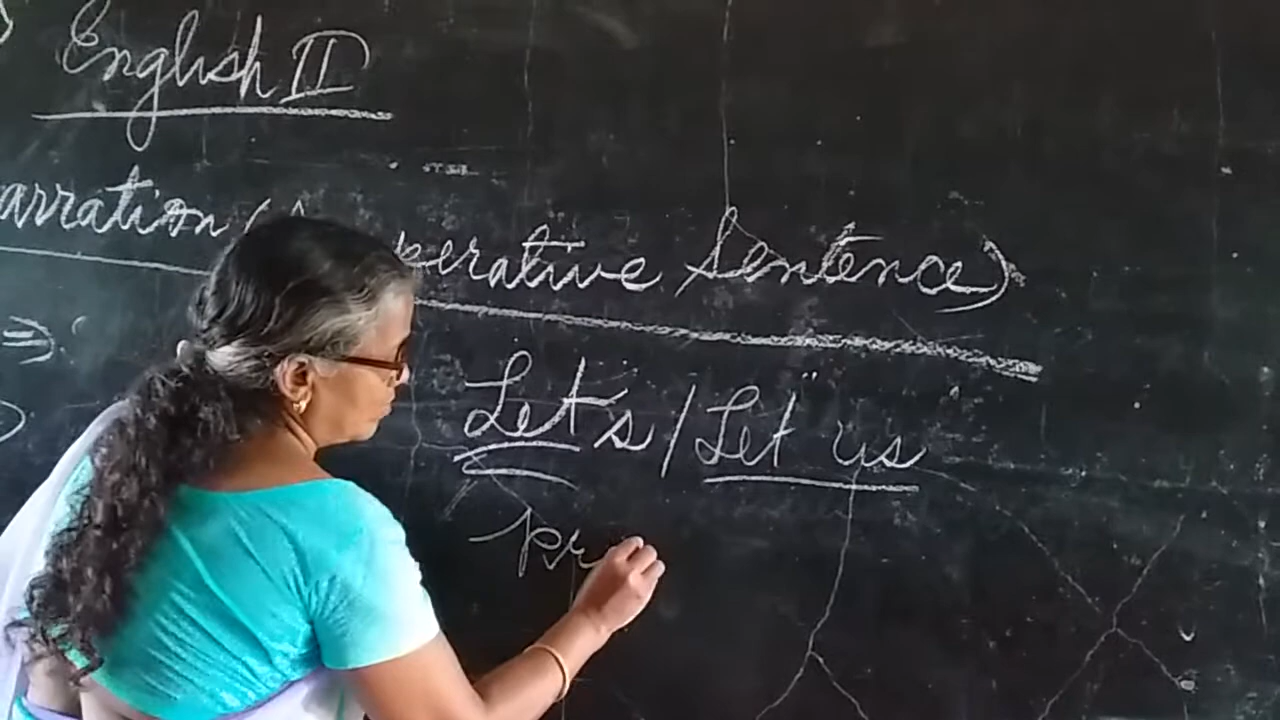 English II
arration ( perative Sentence)
⇒
Let's / Let us
pr